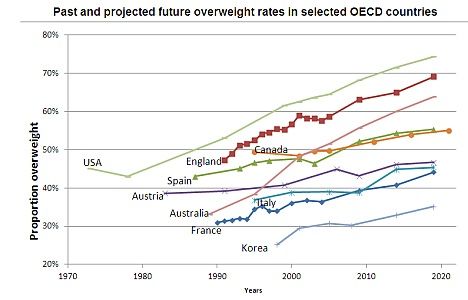 Past and projected future overweight rates in selected OECD countries
80%
70%
60%
50%
40%
30%
20%
Proportion overweight
USA
England
Canada
Spain
Austria
Australia
Italy
France
Korea
1970
1980
1990
2000
2010
2020
Years